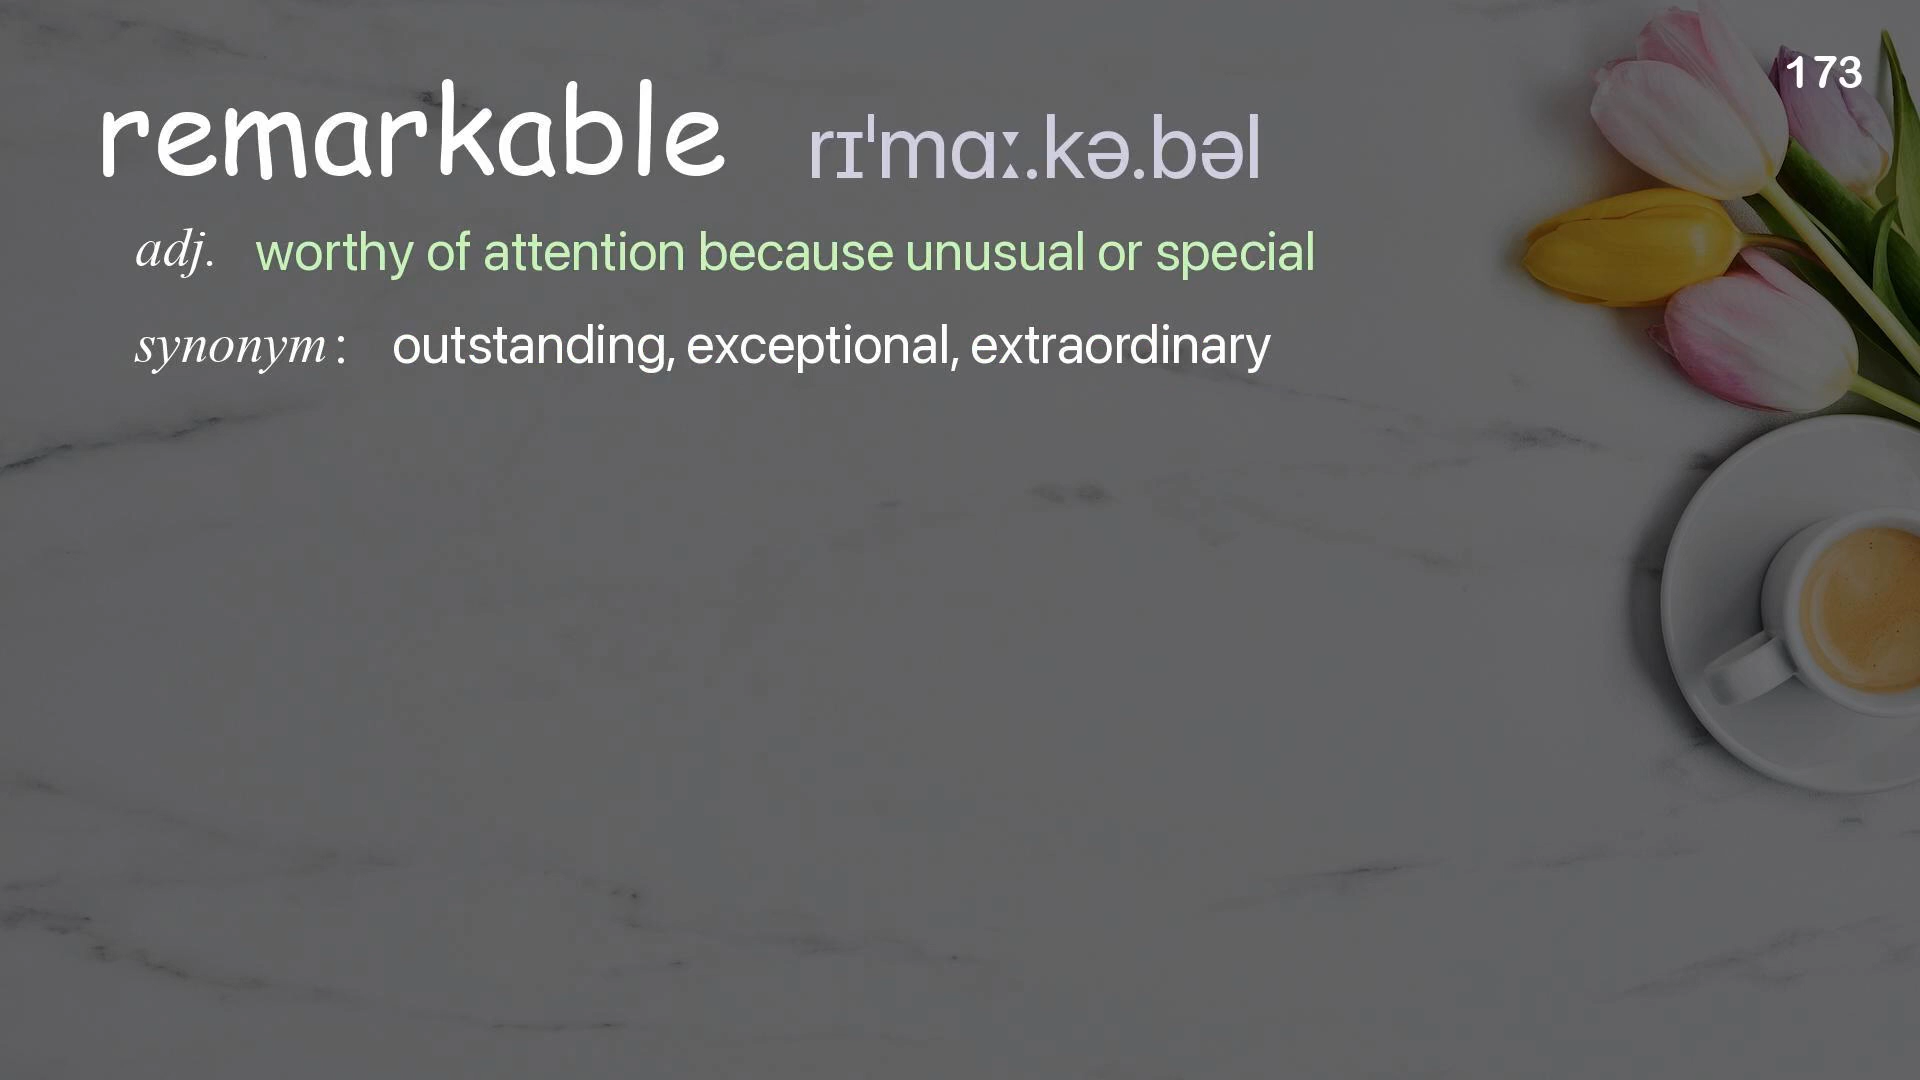 173
remarkable rɪˈmɑː.kə.bəl
adj. worthy of attention because unusual or special
synonym : outstanding, exceptional, extraordinary